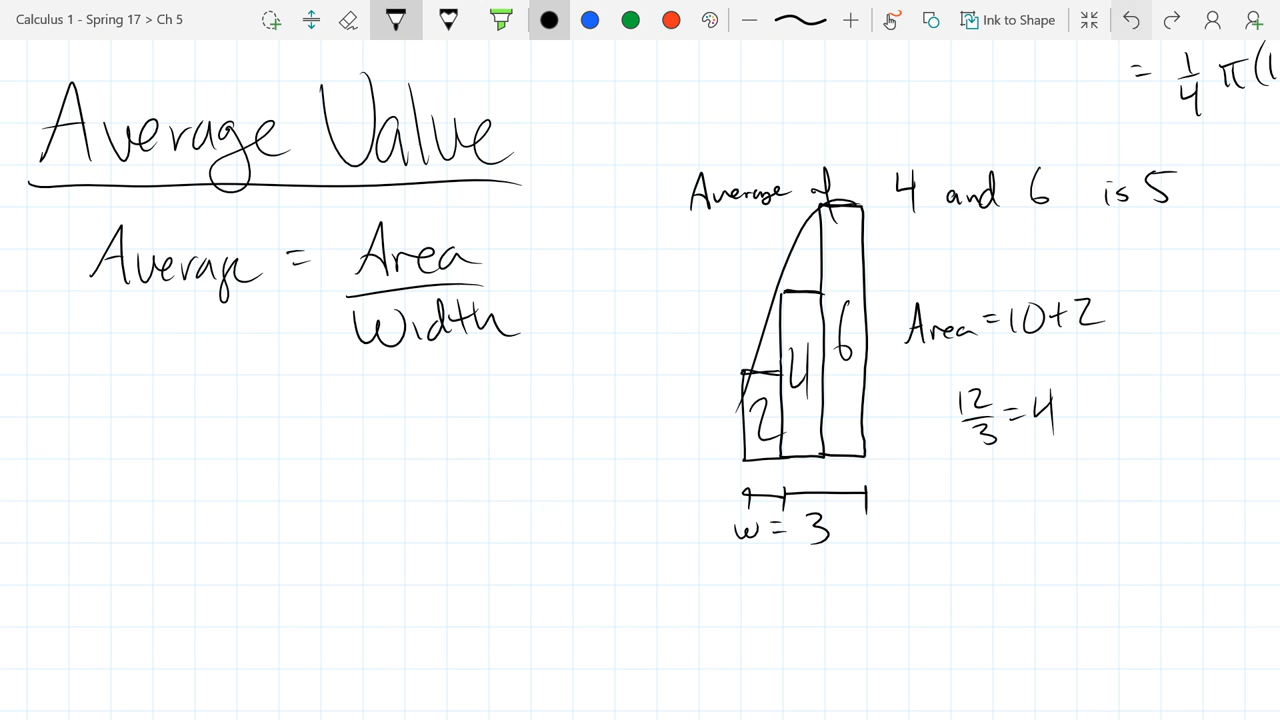 Calculus 1 - Spring 17 > Ch 5
Ink to Shape
= 1/4 π(1
Average Value
Average of 4 and 6 is 5
Average = Area / Width
2 4 6
Area = 10+2
12/3 = 4
w = 3